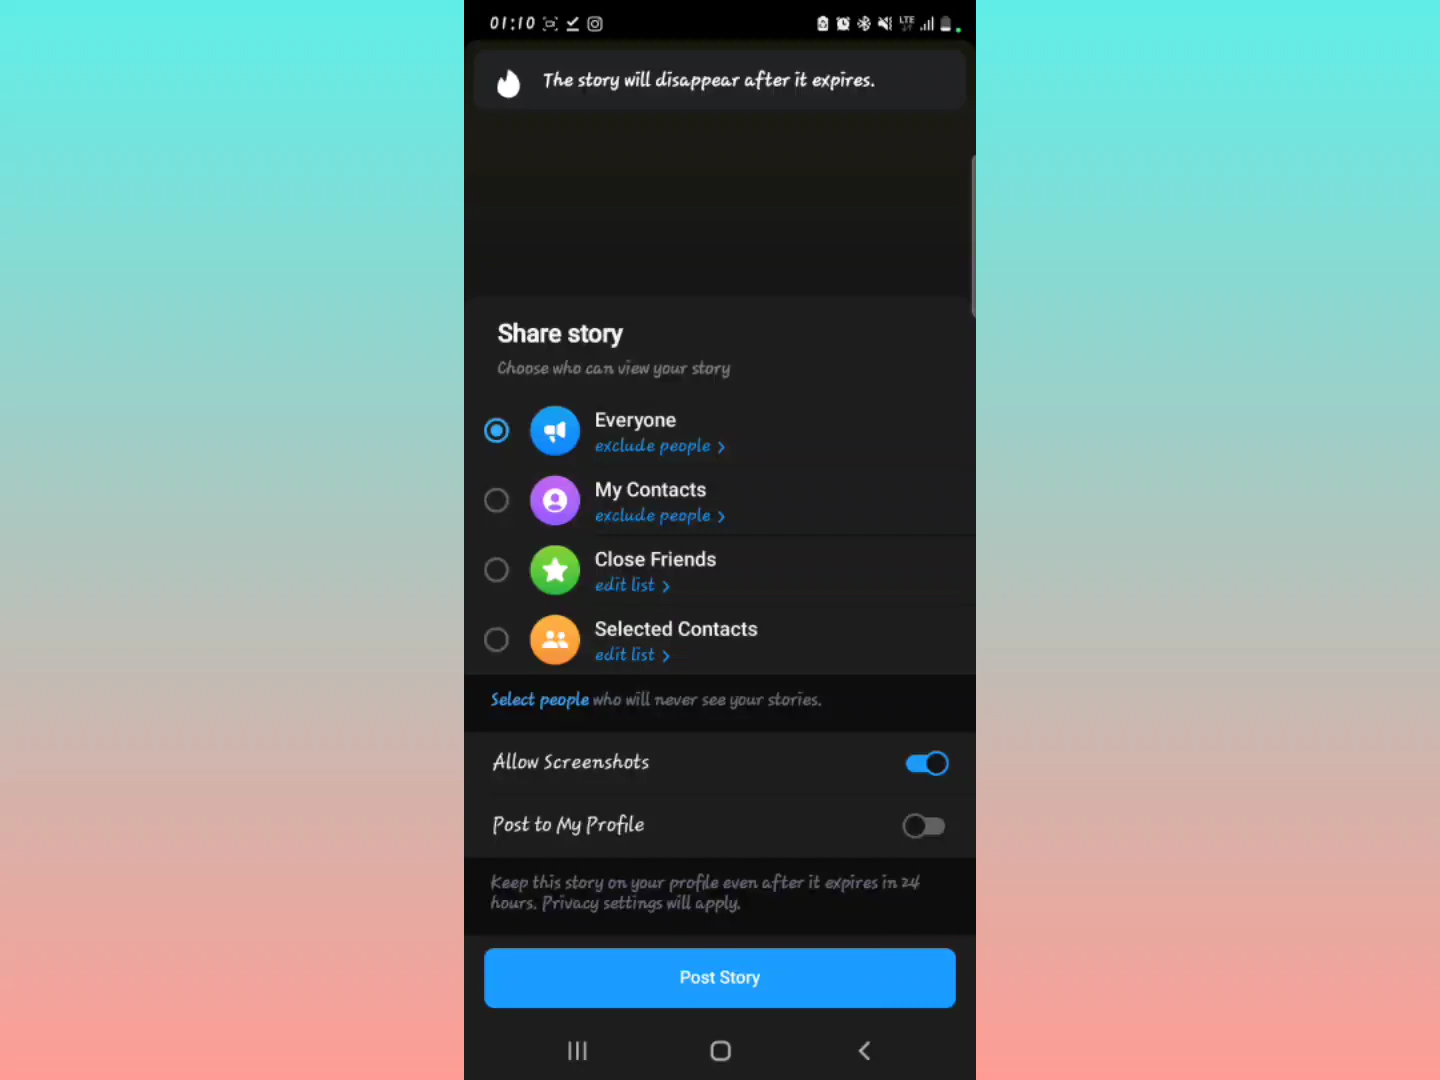 01:10
LTE
The story will disappear after it expires.
Share story
Choose who can view your story
Everyone
exclude people >
My Contacts
exclude people >
Close Friends
edit list >
Selected Contacts
edit list >
Select people who will never see your stories.
Allow Screenshots
Post to My Profile
Keep this story on your profile even after it expires in 24
hours. Privacy settings will apply.
Post Story